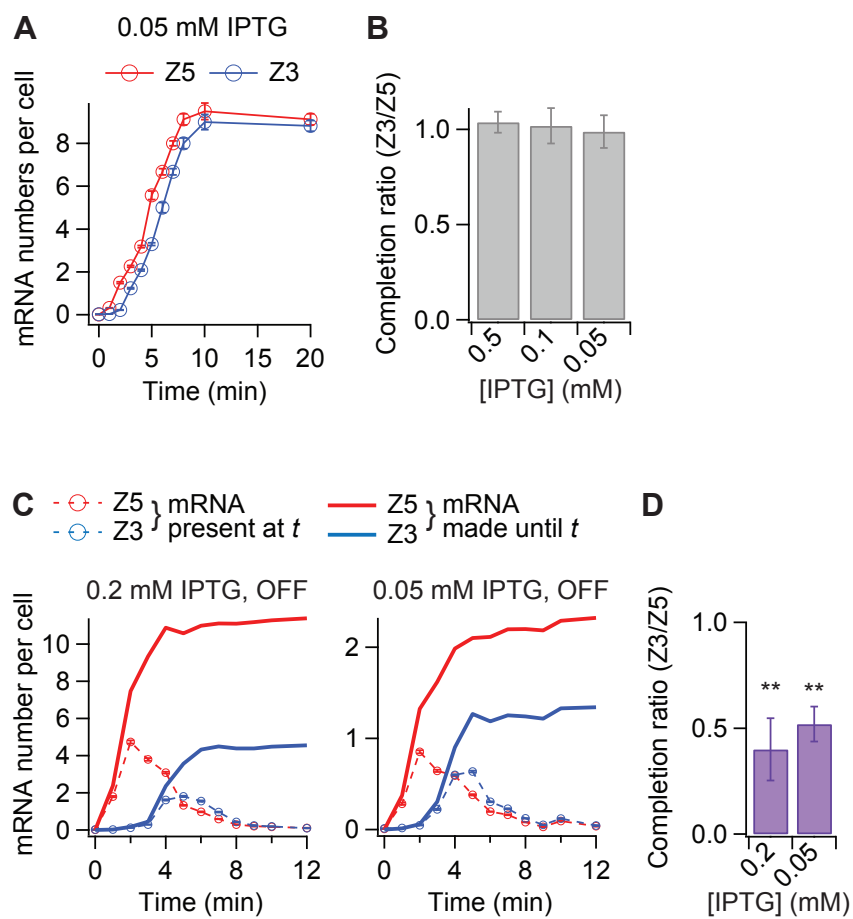 A
0.05 mM IPTG
Z5 Z3
mRNA numbers per cell
8
6
4
2
0
0 5 10 15 20
Time (min)
B
Completion ratio (Z3/Z5)
1.0
0.5
0.0
0.5 0.1 0.05
[IPTG] (mM)
C
Z5 } mRNA
Z3 present at t
Z5 } mRNA
Z3 made until t
0.2 mM IPTG, OFF
mRNA number per cell
10
8
6
4
2
0
0 4 8 12
Time (min)
0.05 mM IPTG, OFF
2
1
0
0 4 8 12
Time (min)
D
Completion ratio (Z3/Z5)
1.0
0.5
0.0
** **
0.2 0.05
[IPTG] (mM)